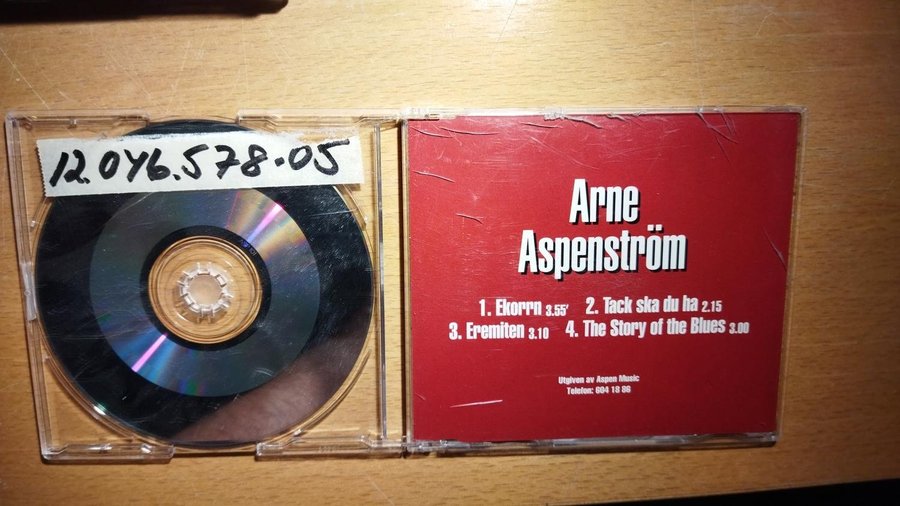 12.046.578-05
Arne
Aspenström
1. Ekorrn 3.55' 2. Tack ska du ha 2.15
3. Eremiten 3.10 4. The Story of the Blues 3.00
Utgiven av Aspen Music
Telefon: 604 18 86